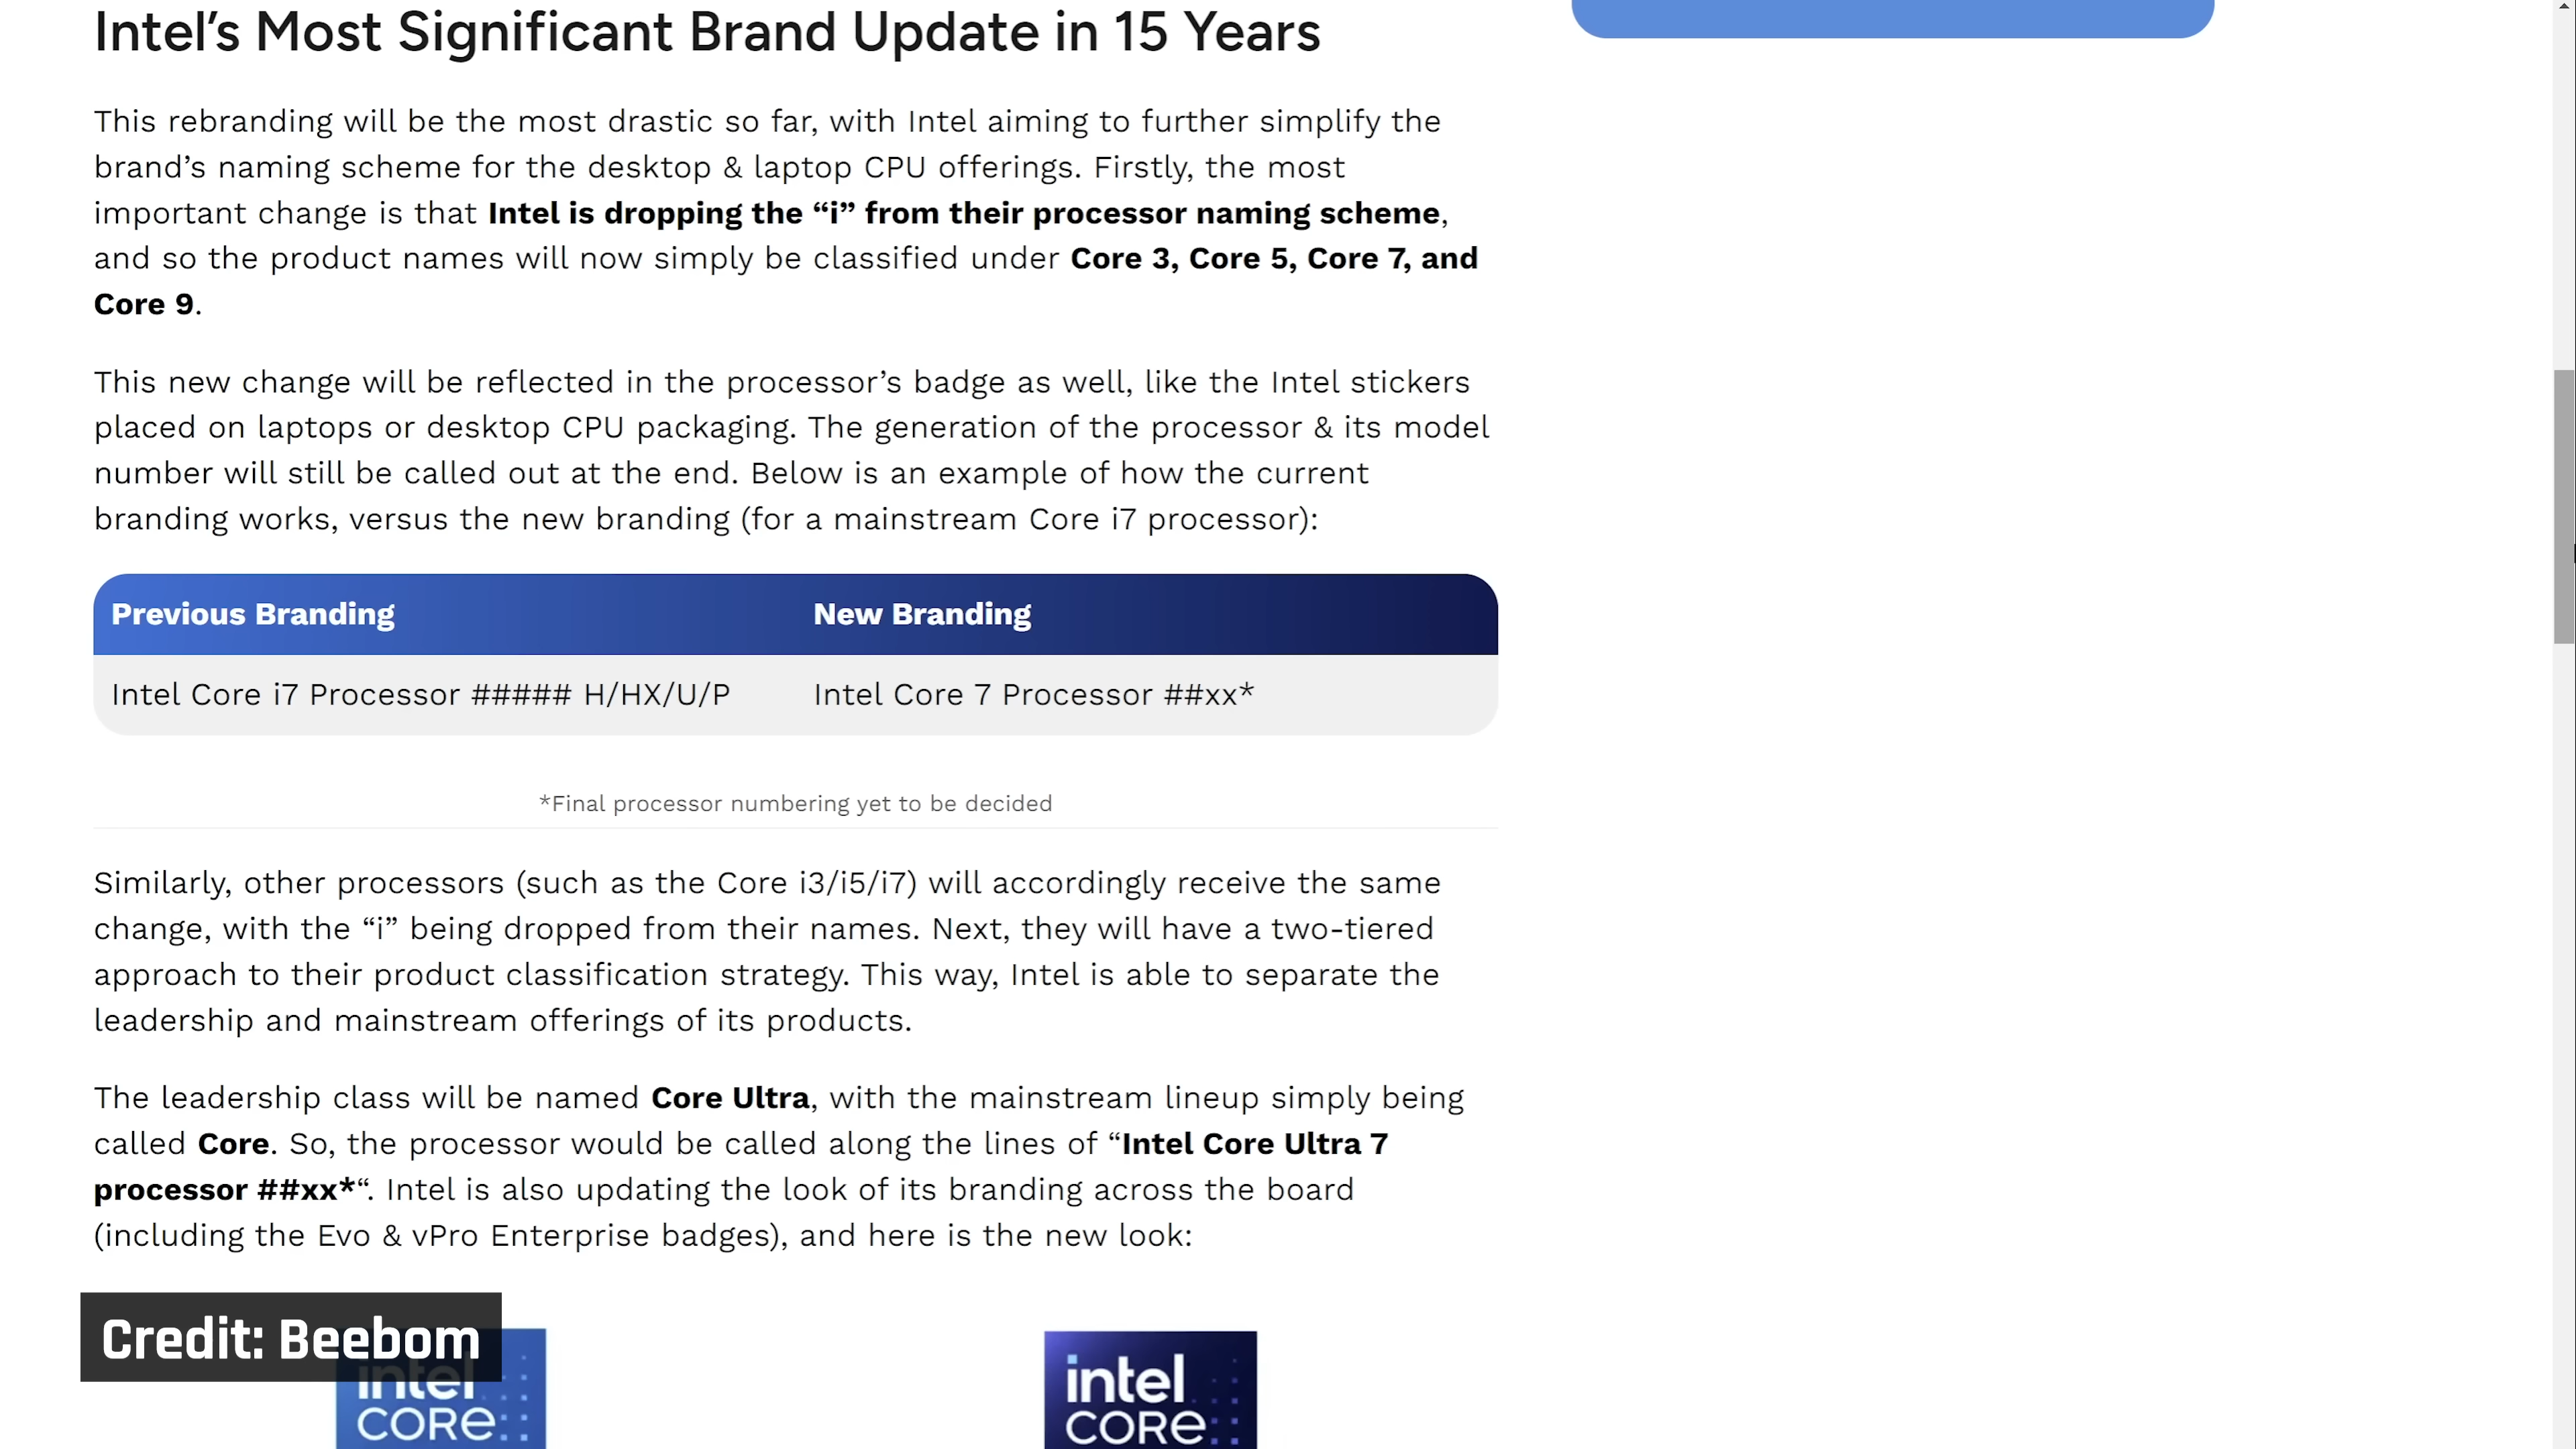 Intel’s Most Significant Brand Update in 15 Years
This rebranding will be the most drastic so far, with Intel aiming to further simplify the
brand’s naming scheme for the desktop & laptop CPU offerings. Firstly, the most
important change is that Intel is dropping the “i” from their processor naming scheme,
and so the product names will now simply be classified under Core 3, Core 5, Core 7, and
Core 9.
This new change will be reflected in the processor’s badge as well, like the Intel stickers
placed on laptops or desktop CPU packaging. The generation of the processor & its model
number will still be called out at the end. Below is an example of how the current
branding works, versus the new branding (for a mainstream Core i7 processor):
Previous Branding New Branding
Intel Core i7 Processor ##### H/HX/U/P Intel Core 7 Processor ##xx*
*Final processor numbering yet to be decided
Similarly, other processors (such as the Core i3/i5/i7) will accordingly receive the same
change, with the “i” being dropped from their names. Next, they will have a two-tiered
approach to their product classification strategy. This way, Intel is able to separate the
leadership and mainstream offerings of its products.
The leadership class will be named Core Ultra, with the mainstream lineup simply being
called Core. So, the processor would be called along the lines of “Intel Core Ultra 7
processor ##xx*“. Intel is also updating the look of its branding across the board
(including the Evo & vPro Enterprise badges), and here is the new look:
Credit: Beebom
intel intel
CORe CORe